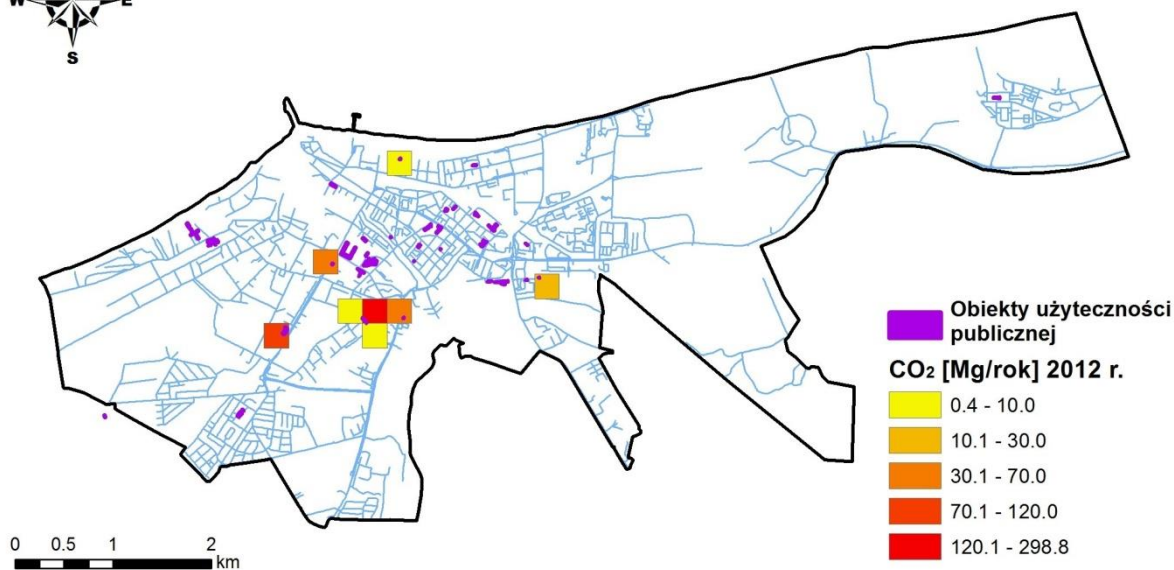 W E
S
Obiekty użyteczności
publicznej
CO₂ [Mg/rok] 2012 r.
0.4 - 10.0
10.1 - 30.0
30.1 - 70.0
70.1 - 120.0
120.1 - 298.8
0 0.5 1 2
km